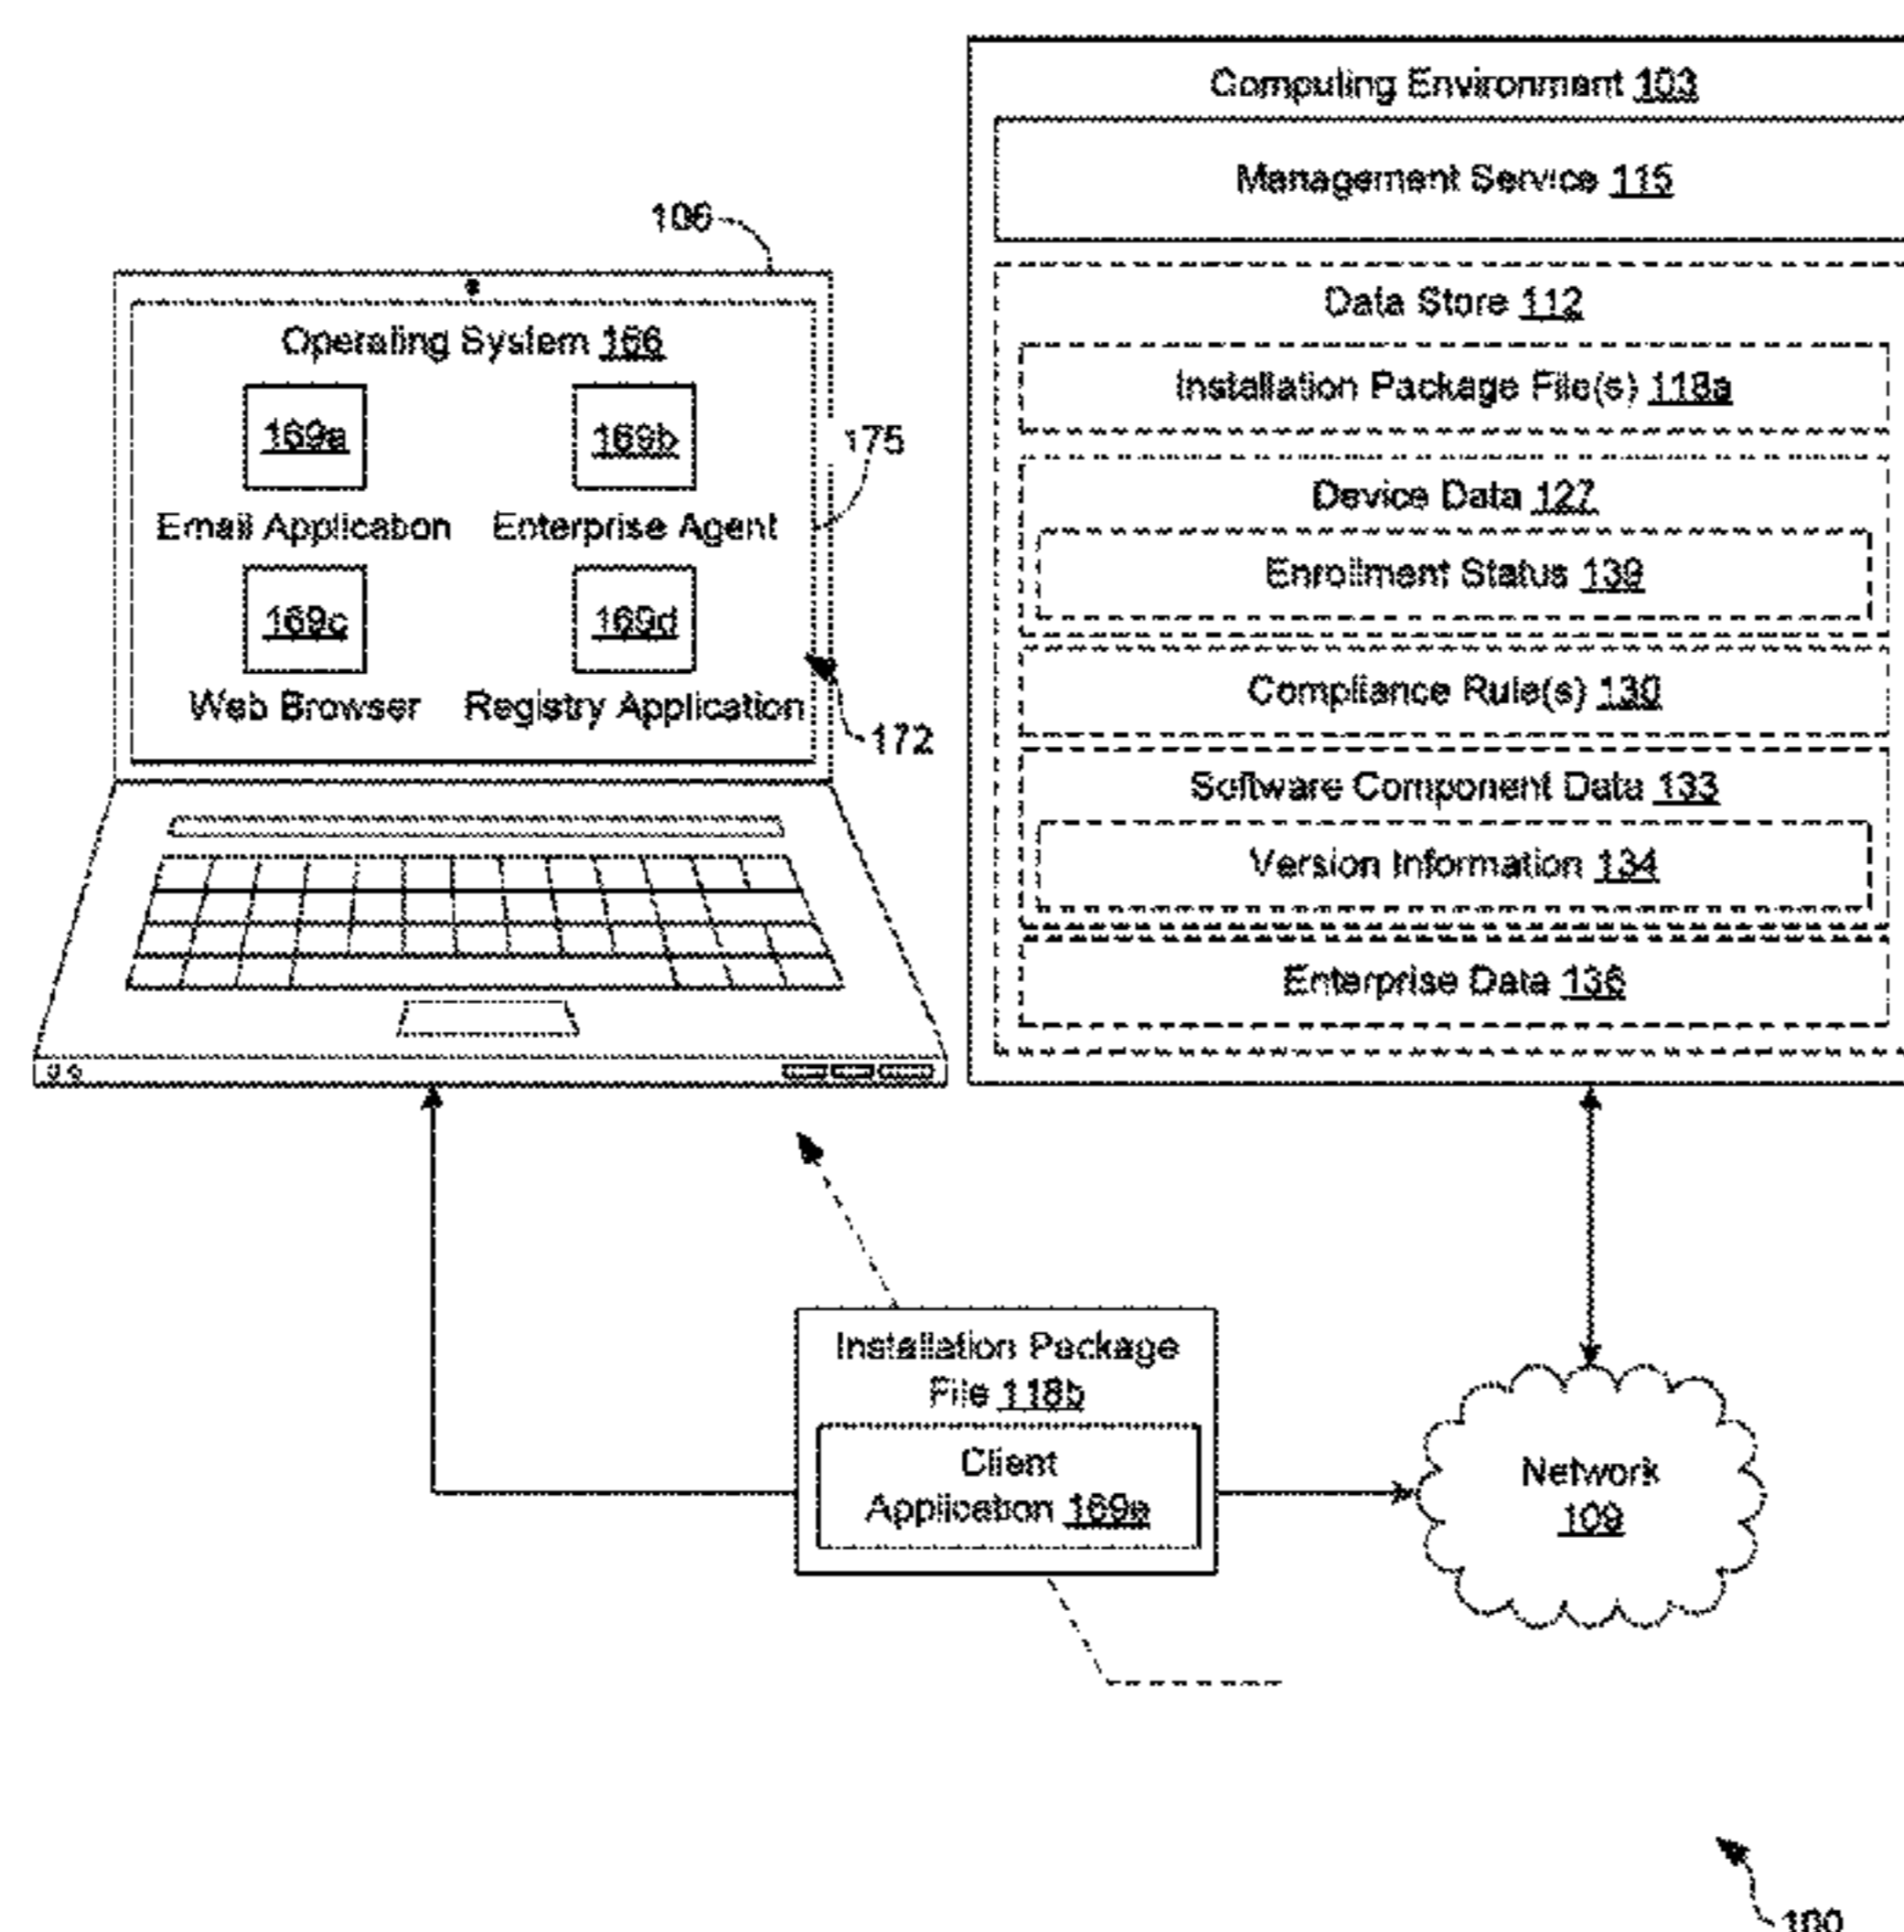 106
Operating System 166
169a
169b
Email Application
Enterprise Agent
169c
169d
Web Browser
Registry Application
175
172
Computing Environment 103
Management Service 115
Data Store 112
Installation Package File(s) 118a
Device Data 127
Enrollment Status 139
Compliance Rule(s) 130
Software Component Data 133
Version Information 134
Enterprise Data 136
Installation Package
File 118b
Client
Application 169e
Network
109
100